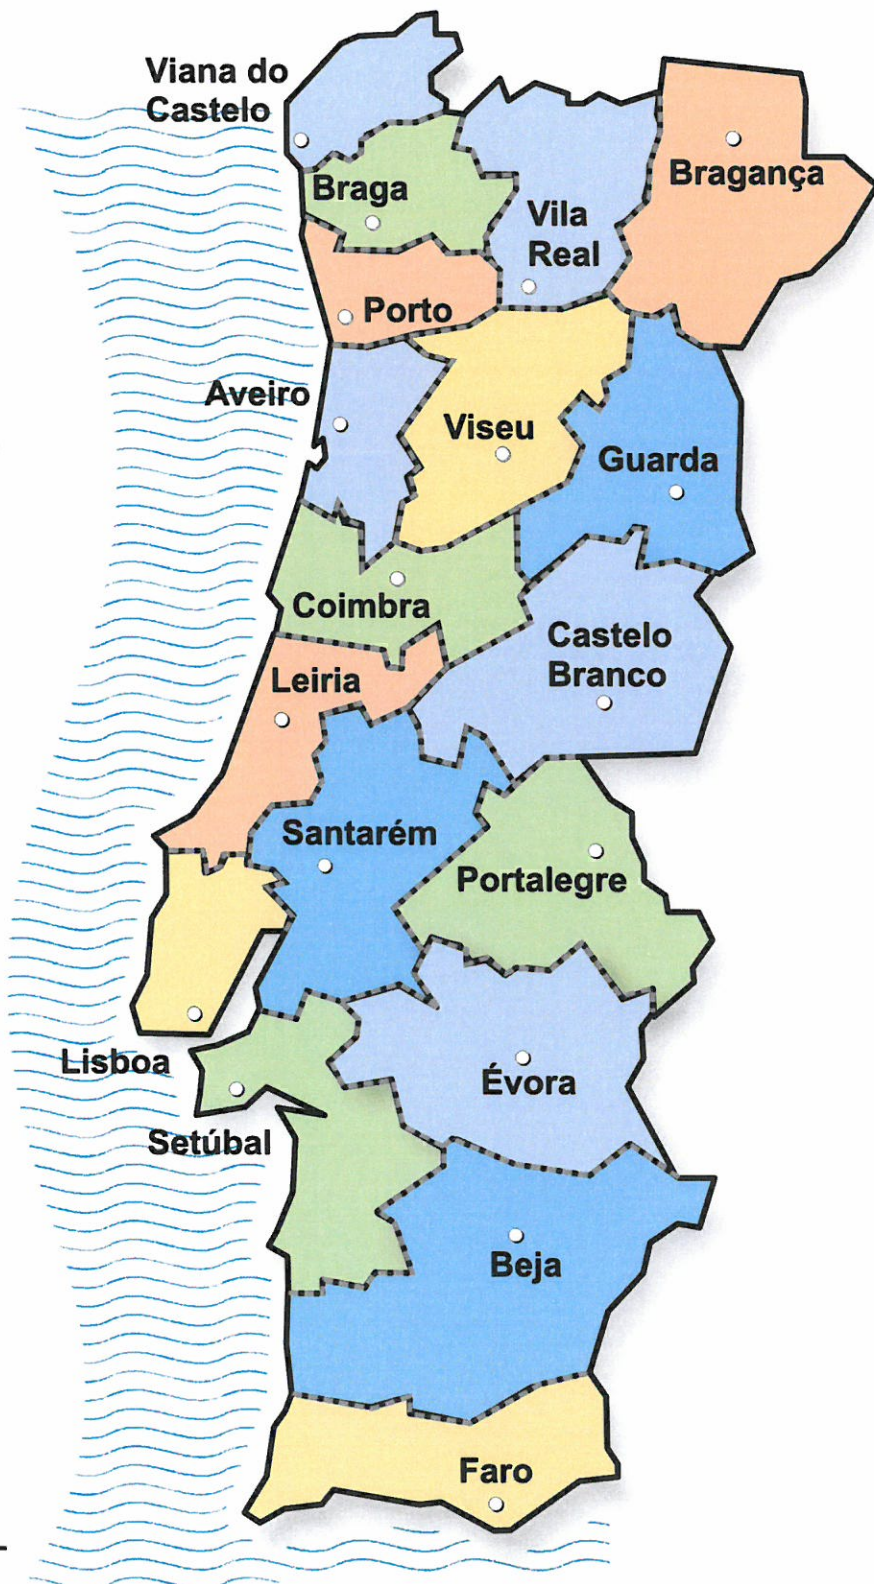 Viana do
Castelo
Braga
Vila
Real
Bragança
Porto
Aveiro
Viseu
Guarda
Coimbra
Castelo
Branco
Leiria
Santarém
Portalegre
Lisboa
Évora
Setúbal
Beja
Faro